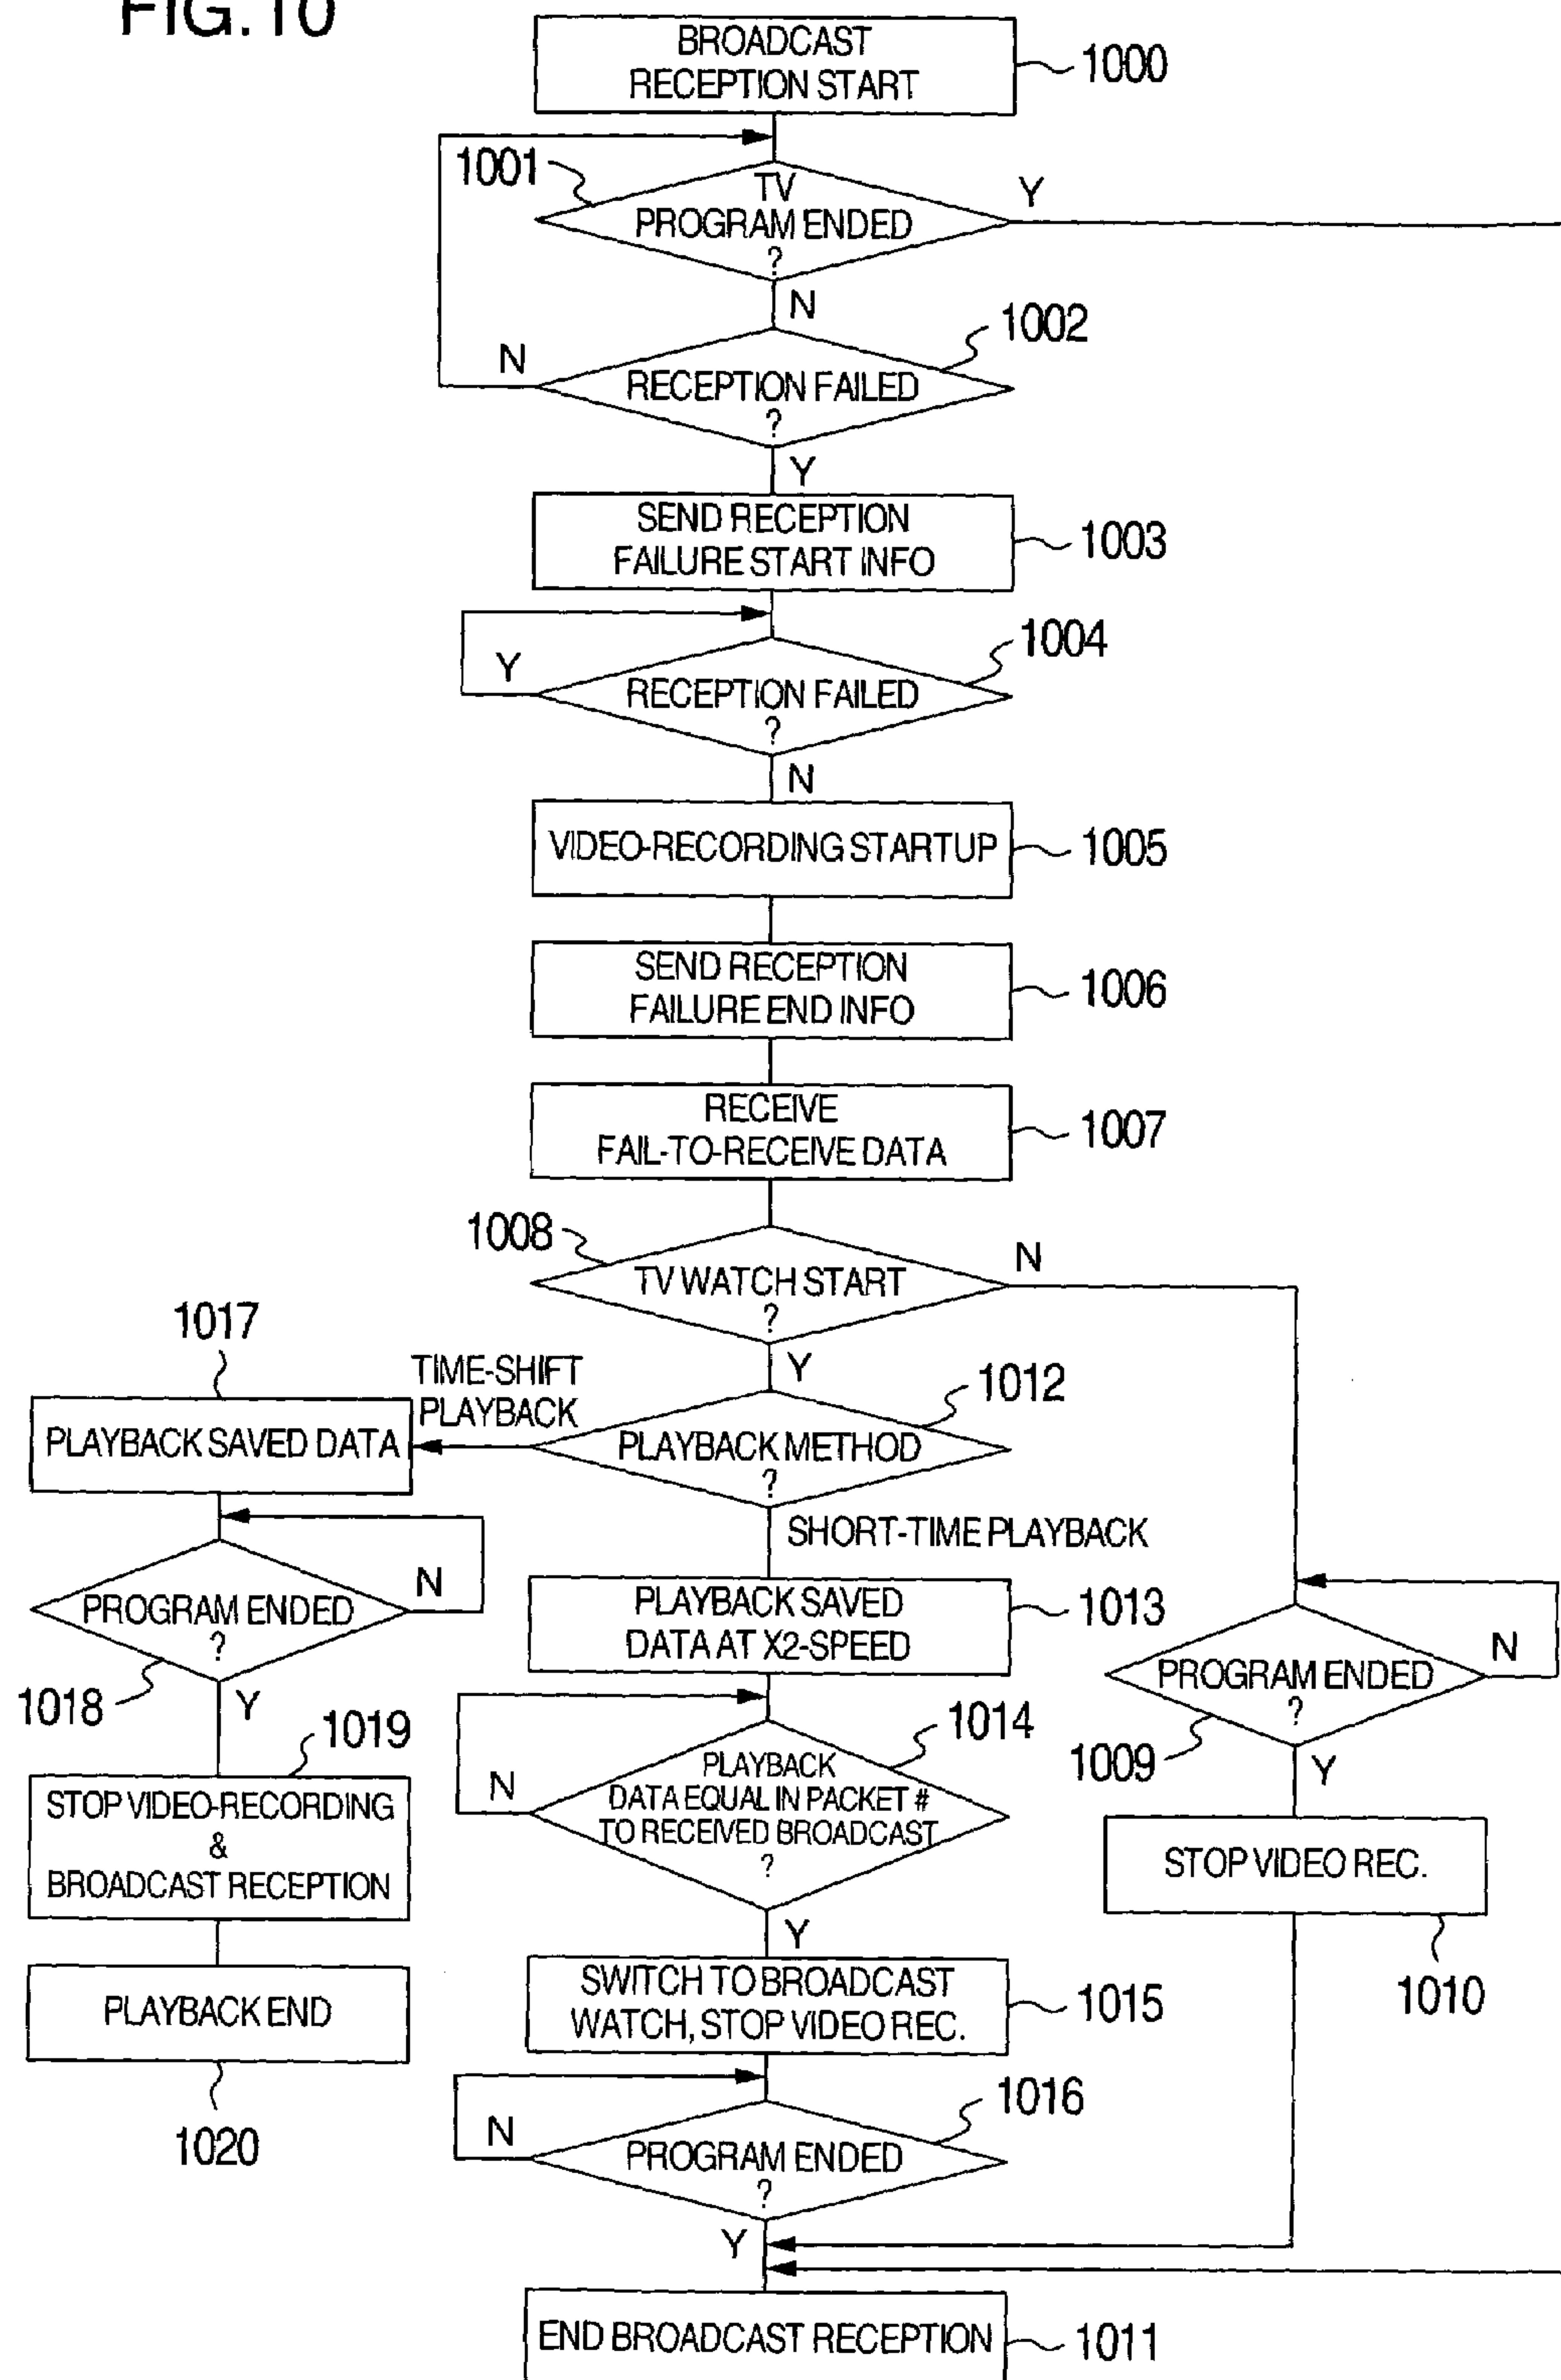 FIG.10
BROADCAST
RECEPTION START
1000
1001
TV
PROGRAM ENDED
?
Y
N
1002
RECEPTION FAILED
?
N
Y
SEND RECEPTION
FAILURE START INFO
1003
1004
RECEPTION FAILED
?
Y
N
VIDEO-RECORDING STARTUP
1005
SEND RECEPTION
FAILURE END INFO
1006
RECEIVE
FAIL-TO-RECEIVE DATA
1007
1008
TV WATCH START
?
N
Y
1012
PLAYBACK METHOD
?
TIME-SHIFT
PLAYBACK
1017
PLAYBACK SAVED DATA
PROGRAM ENDED
?
N
1018
Y
1019
STOP VIDEO-RECORDING
&
BROADCAST RECEPTION
PLAYBACK END
1020
SHORT-TIME PLAYBACK
PLAYBACK SAVED
DATA AT X2-SPEED
1013
1014
PLAYBACK
DATA EQUAL IN PACKET #
TO RECEIVED BROADCAST
?
N
Y
SWITCH TO BROADCAST
WATCH, STOP VIDEO REC.
1015
1016
PROGRAM ENDED
?
N
Y
PROGRAM ENDED
?
N
1009
Y
STOP VIDEO REC.
1010
END BROADCAST RECEPTION
1011